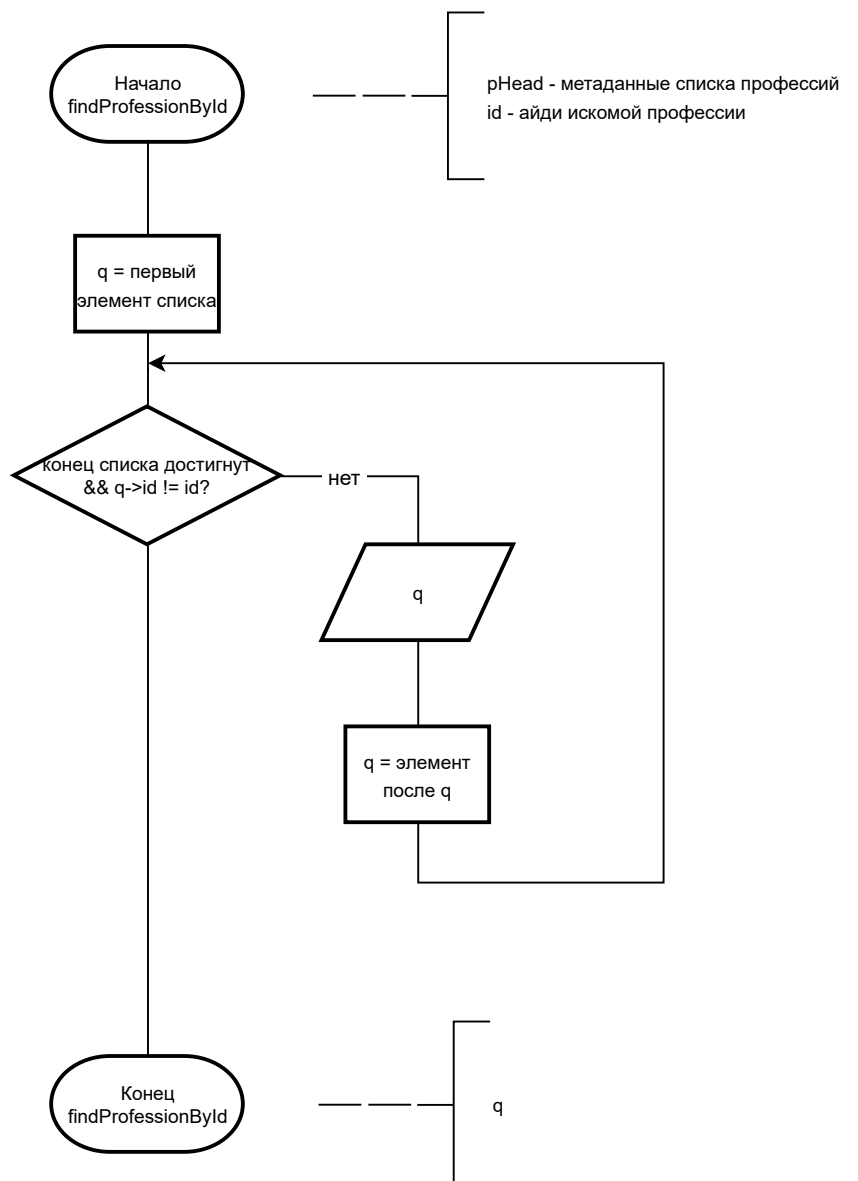 Начало
findProfessionById
pHead - метаданные списка профессий
id - айди искомой профессии
q = первый
элемент списка
конец списка достигнут
&& q->id != id?
нет
q
q = элемент
после q
Конец
findProfessionById
q